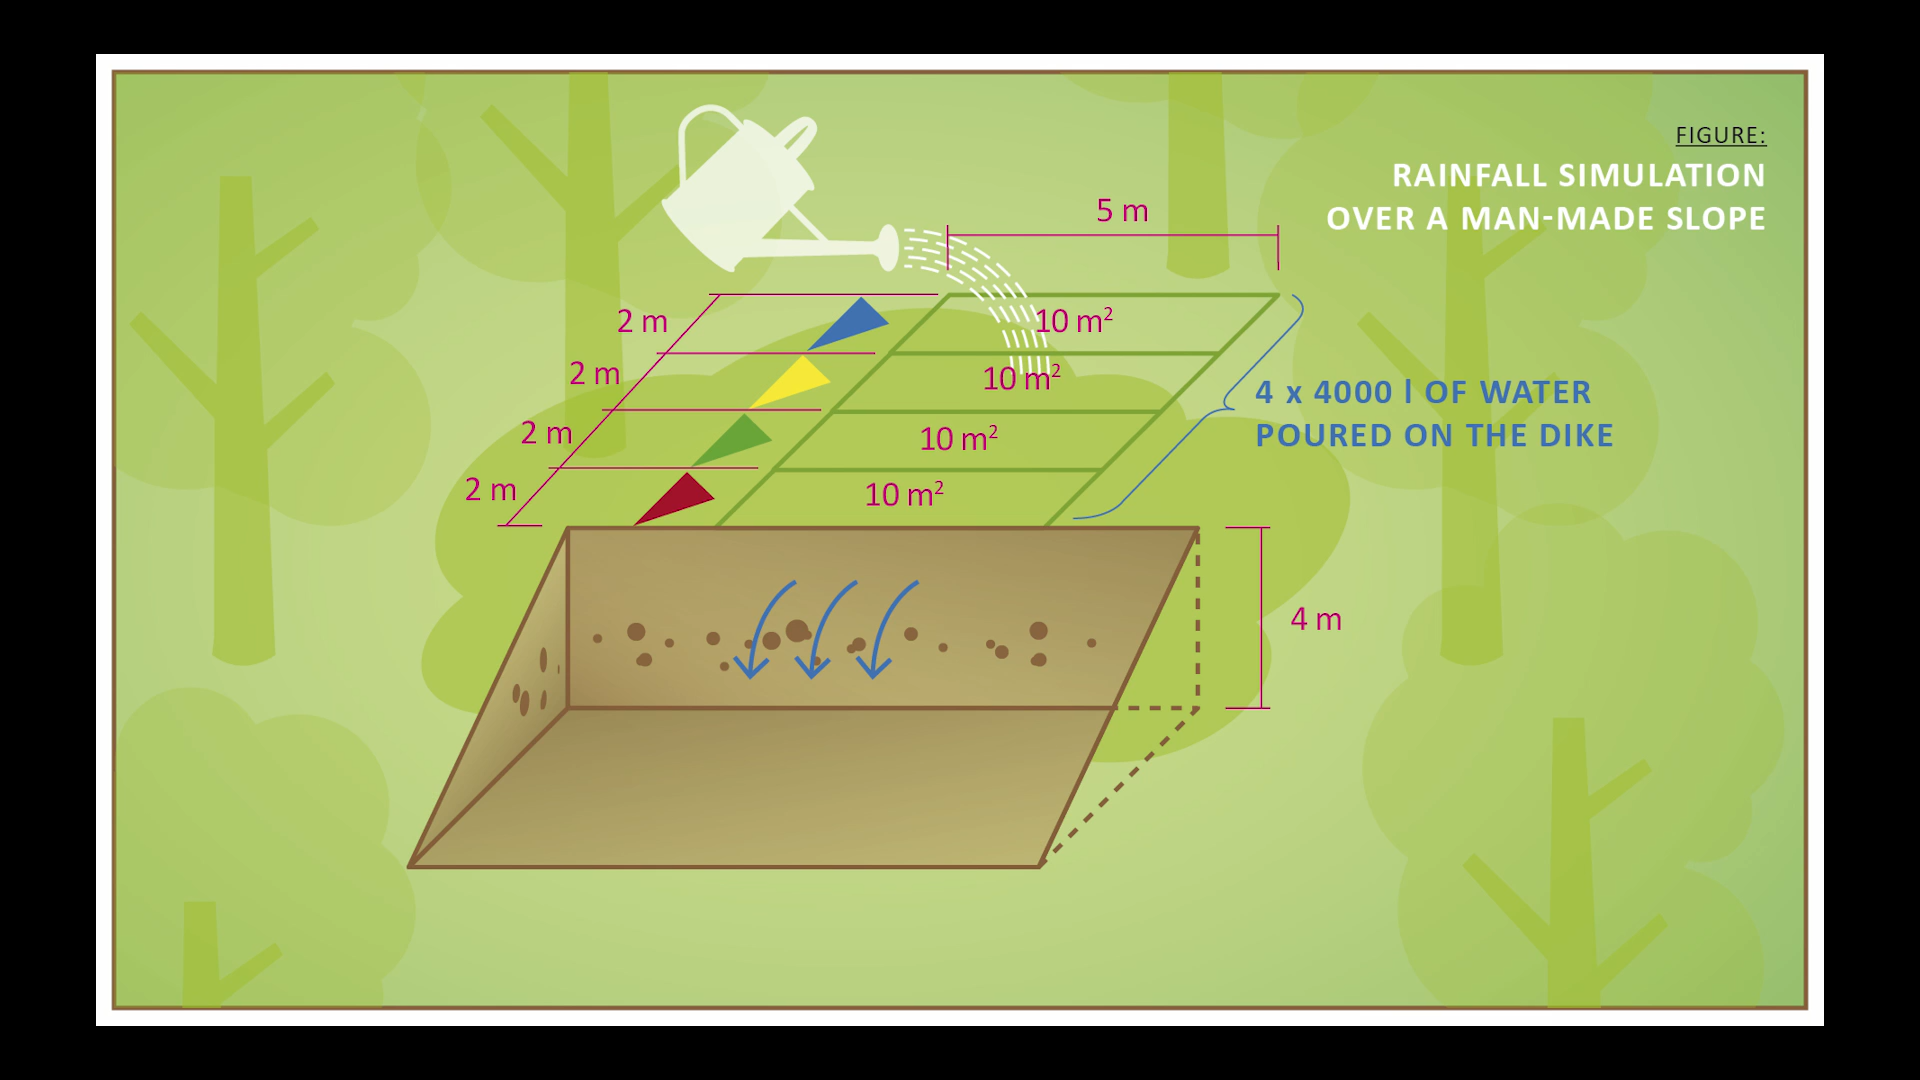 FIGURE:
RAINFALL SIMULATION
OVER A MAN-MADE SLOPE
5 m
2 m
10 m²
2 m
10 m²
4 x 4000 l OF WATER
POURED ON THE DIKE
2 m
10 m²
2 m
10 m²
4 m